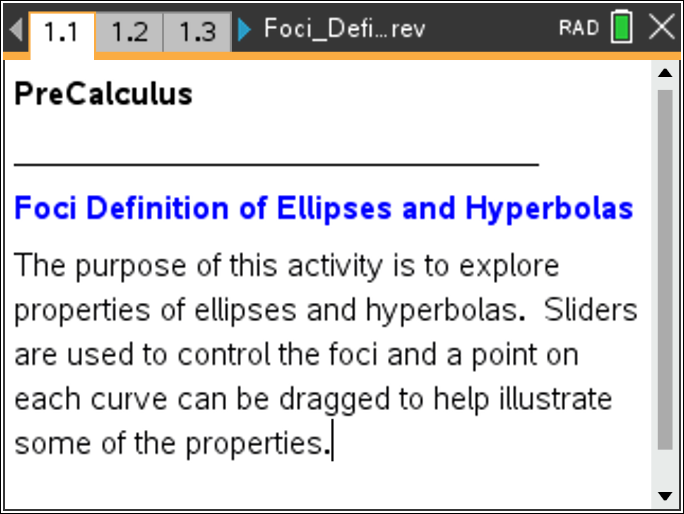 1.1 1.2 1.3 Foci_Defi…rev RAD
PreCalculus
Foci Definition of Ellipses and Hyperbolas
The purpose of this activity is to explore
properties of ellipses and hyperbolas.  Sliders
are used to control the foci and a point on
each curve can be dragged to help illustrate
some of the properties.